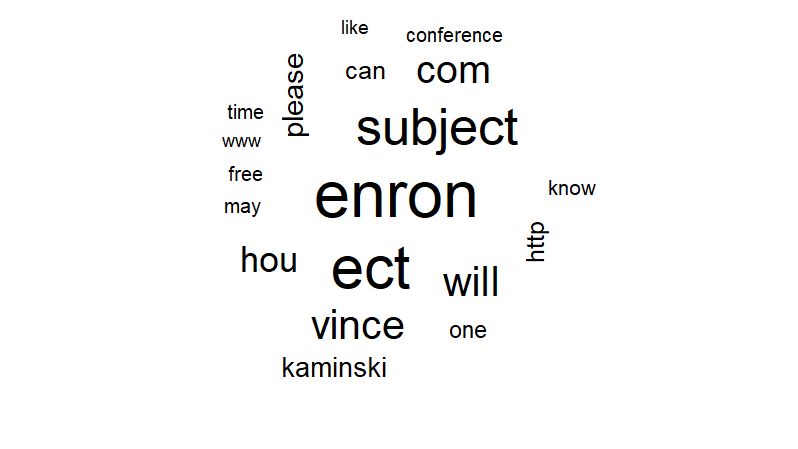 like
conference
please
can
com
time
www
subject
free
may
enron
know
http
hou
ect
will
vince
one
kaminski